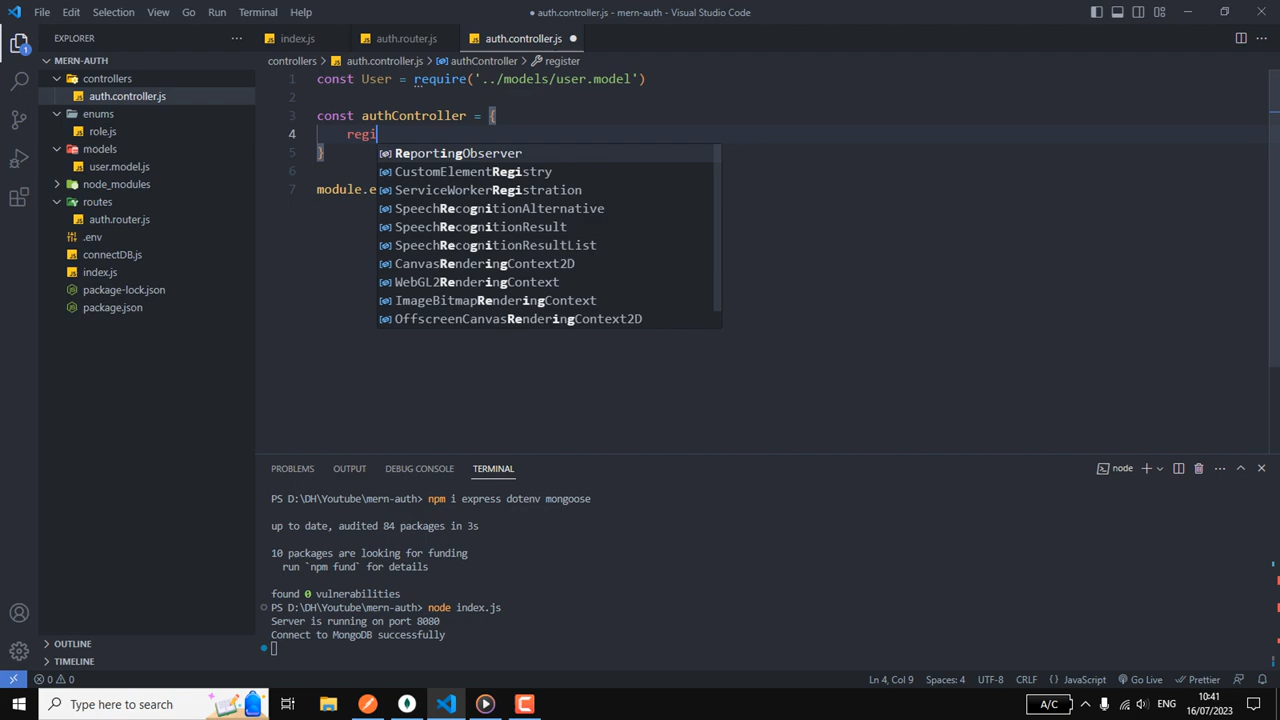 File Edit Selection View Go Run Terminal Help
● auth.controller.js - mern-auth - Visual Studio Code
EXPLORER
index.js
auth.router.js
auth.controller.js
controllers > auth.controller.js > authController > register
MERN-AUTH
controllers
auth.controller.js
enums
role.js
models
user.model.js
node_modules
routes
auth.router.js
.env
connectDB.js
index.js
package-lock.json
package.json
OUTLINE
TIMELINE
1 const User = require('../models/user.model')
2
3 const authController = {
4 regi
5 }
6
7 module.e
ReportingObserver
CustomElementRegistry
ServiceWorkerRegistration
SpeechRecognitionAlternative
SpeechRecognitionResult
SpeechRecognitionResultList
CanvasRenderingContext2D
WebGL2RenderingContext
ImageBitmapRenderingContext
OffscreenCanvasRenderingContext2D
PROBLEMS OUTPUT DEBUG CONSOLE TERMINAL
node
PS D:\DH\Youtube\mern-auth> npm i express dotenv mongoose
up to date, audited 84 packages in 3s
10 packages are looking for funding
run `npm fund` for details
found 0 vulnerabilities
PS D:\DH\Youtube\mern-auth> node index.js
Server is running on port 8080
Connect to MongoDB successfully
0 0 Ln 4, Col 9 Spaces: 4 UTF-8 CRLF {} JavaScript Go Live Prettier
Type here to search
A/C
ENG
10:41
16/07/2023
1